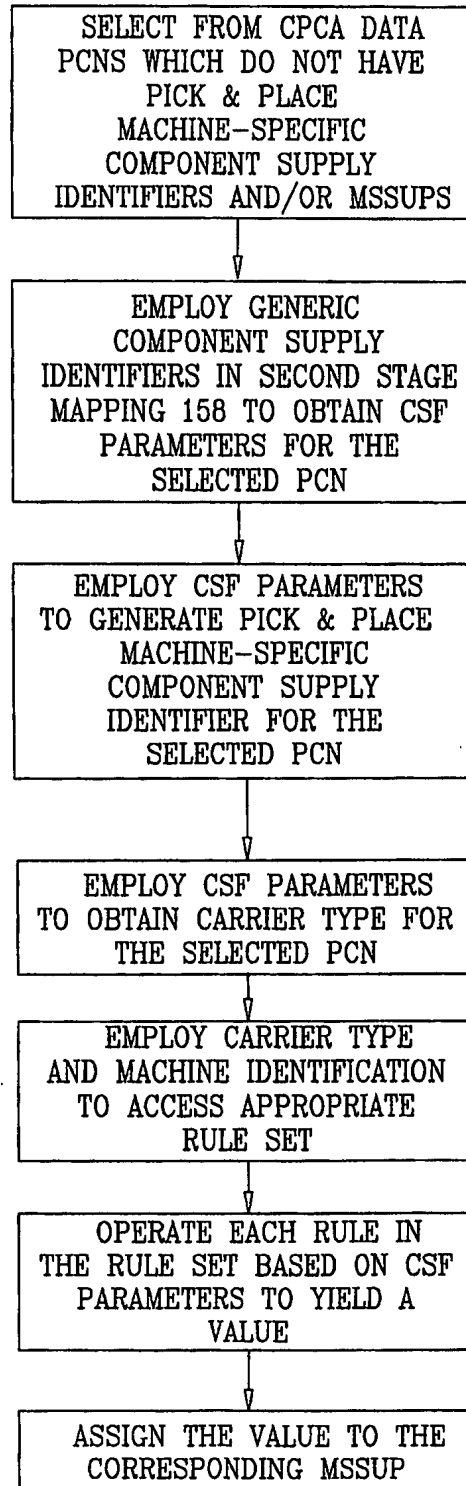 SELECT FROM CPCA DATA
PCNS WHICH DO NOT HAVE
PICK & PLACE
MACHINE-SPECIFIC
COMPONENT SUPPLY
IDENTIFIERS AND/OR MSSUPS
EMPLOY GENERIC
COMPONENT SUPPLY
IDENTIFIERS IN SECOND STAGE
MAPPING 158 TO OBTAIN CSF
PARAMETERS FOR THE
SELECTED PCN
EMPLOY CSF PARAMETERS
TO GENERATE PICK & PLACE
MACHINE-SPECIFIC
COMPONENT SUPPLY
IDENTIFIER FOR THE
SELECTED PCN
EMPLOY CSF PARAMETERS
TO OBTAIN CARRIER TYPE FOR
THE SELECTED PCN
EMPLOY CARRIER TYPE
AND MACHINE IDENTIFICATION
TO ACCESS APPROPRIATE
RULE SET
OPERATE EACH RULE IN
THE RULE SET BASED ON CSF
PARAMETERS TO YIELD A
VALUE
ASSIGN THE VALUE TO THE
CORRESPONDING MSSUP